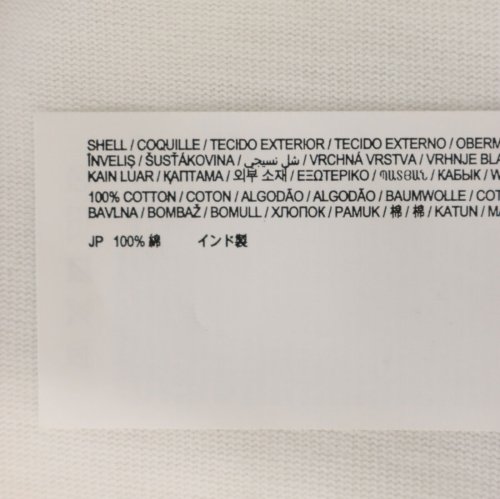 SHELL / COQUILLE / TECIDO EXTERIOR / TECIDO EXTERNO / OBERM
ÎNVELIȘ / ŠUSŤÁKOVINA / شل نسيجي / VRCHNÁ VRSTVA / VRHNJE BLA
KAIN LUAR / ҚАПТАМА / 외부 소재 / ΕΞΩΤΕΡΙΚΟ / ՊԱՏՅԱՆ / КАБЫК / W
100% COTTON / COTON / ALGODÃO / ALGODÃO / BAUMWOLLE / COT
BAVLNA / BOMBAŽ / BOMULL / ХЛОПОК / PAMUK / 棉 / 棉 / KATUN / MA
JP 100% 綿 インド製